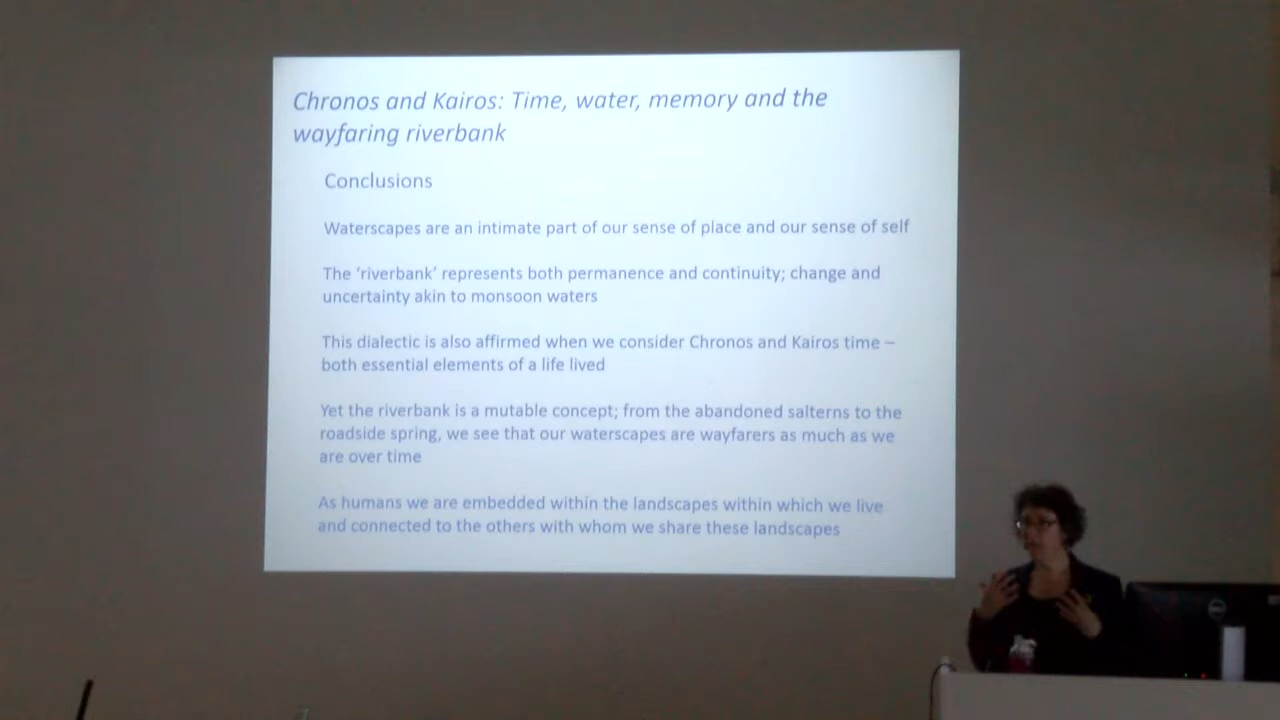 Chronos and Kairos: Time, water, memory and the
wayfaring riverbank
Conclusions
Waterscapes are an intimate part of our sense of place and our sense of self
The ‘riverbank’ represents both permanence and continuity; change and
uncertainty akin to monsoon waters
This dialectic is also affirmed when we consider Chronos and Kairos time –
both essential elements of a life lived
Yet the riverbank is a mutable concept; from the abandoned salterns to the
roadside spring, we see that our waterscapes are wayfarers as much as we
are over time
As humans we are embedded within the landscapes within which we live
and connected to the others with whom we share these landscapes
DELL